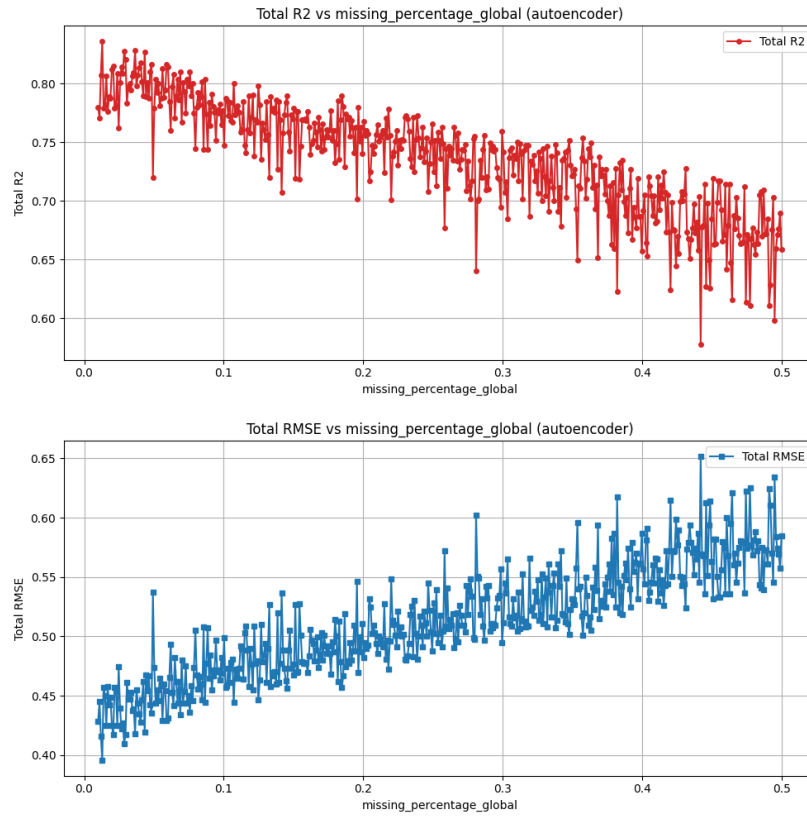 Total R2 vs missing_percentage_global (autoencoder)
Total R2
0.80
0.75
0.70
0.65
0.60
Total R2
0.0 0.1 0.2 0.3 0.4 0.5
missing_percentage_global
Total RMSE vs missing_percentage_global (autoencoder)
Total RMSE
0.65
0.60
0.55
0.50
0.45
0.40
Total RMSE
0.0 0.1 0.2 0.3 0.4 0.5
missing_percentage_global